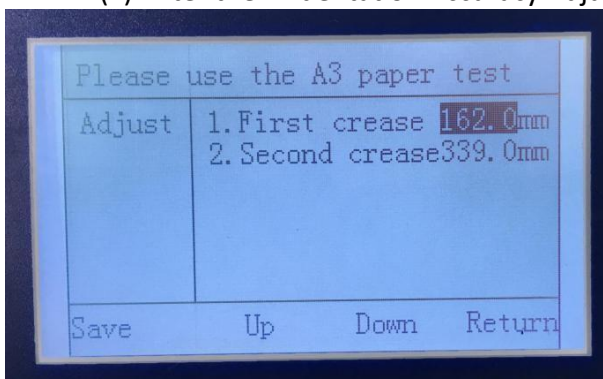 Please use the A3 paper test
Adjust
1.First crease 162.0mm
2.Second crease339.0mm
Save Up Down Return